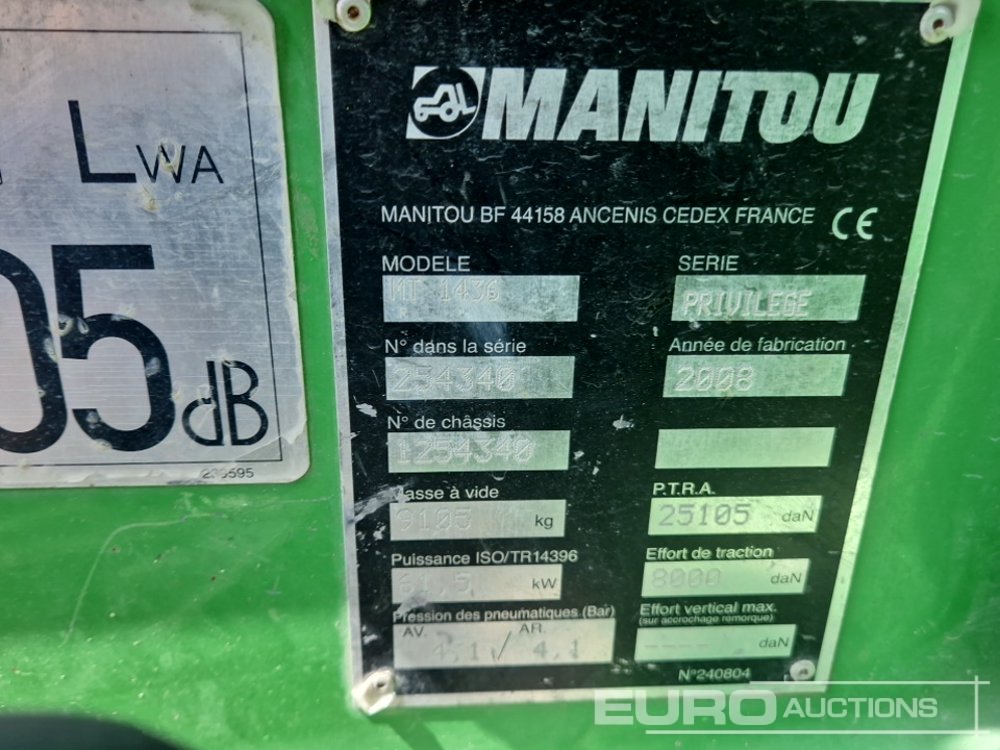 LWA
05
dB
MANITOU
MANITOU BF 44158 ANCENIS CEDEX FRANCE CE
MODELE
MT 1436
SERIE
PRIVILEGE
N° dans la série
254340
Année de fabrication
2008
N° de châssis
1254340
Masse à vide
9105 kg
P.T.R.A.
25105 daN
Puissance ISO/TR14396
kW
Effort de traction
8000 daN
Pression des pneumatiques (Bar)
AV. AR.
4,1 / 4,1
Effort vertical max.
(sur accrochage remorque)
---- daN
N°240804
EURO AUCTIONS